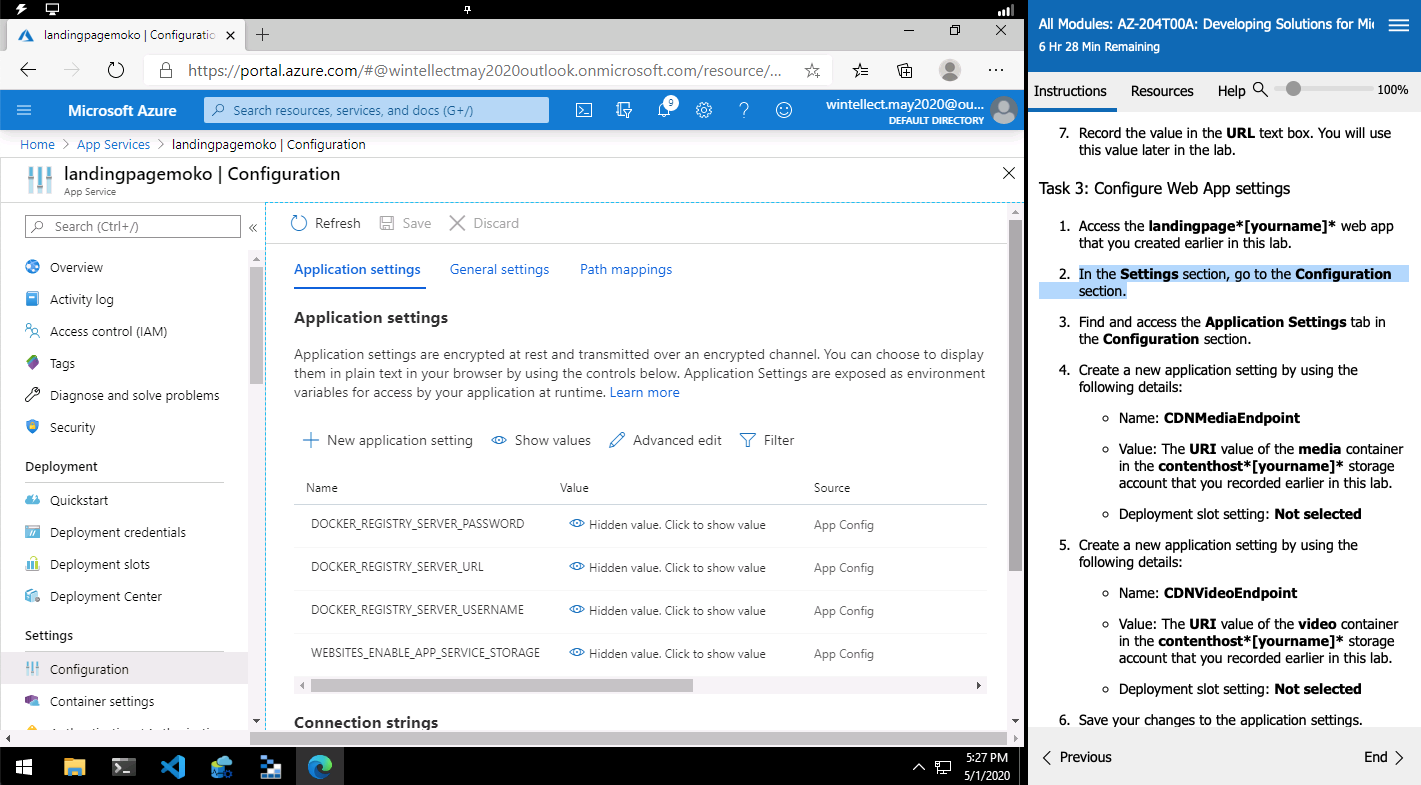 landingpagemoko | Configuratio
https://portal.azure.com/#@wintellectmay2020outlook.onmicrosoft.com/resource/...
Microsoft Azure
Search resources, services, and docs (G+/)
9
wintellect.may2020@ou...
DEFAULT DIRECTORY
Home > App Services > landingpagemoko | Configuration
landingpagemoko | Configuration
App Service
Search (Ctrl+/)
Overview
Activity log
Access control (IAM)
Tags
Diagnose and solve problems
Security
Deployment
Quickstart
Deployment credentials
Deployment slots
Deployment Center
Settings
Configuration
Container settings
Refresh Save Discard
Application settings General settings Path mappings
Application settings
Application settings are encrypted at rest and transmitted over an encrypted channel. You can choose to display
them in plain text in your browser by using the controls below. Application Settings are exposed as environment
variables for access by your application at runtime. Learn more
New application setting Show values Advanced edit Filter
Name Value Source
DOCKER_REGISTRY_SERVER_PASSWORD Hidden value. Click to show value App Config
DOCKER_REGISTRY_SERVER_URL Hidden value. Click to show value App Config
DOCKER_REGISTRY_SERVER_USERNAME Hidden value. Click to show value App Config
WEBSITES_ENABLE_APP_SERVICE_STORAGE Hidden value. Click to show value App Config
Connection strings
5:27 PM
5/1/2020
All Modules: AZ-204T00A: Developing Solutions for Mic
6 Hr 28 Min Remaining
Instructions Resources Help 100%
7. Record the value in the URL text box. You will use
this value later in the lab.
Task 3: Configure Web App settings
1. Access the landingpage*[yourname]* web app
that you created earlier in this lab.
2. In the Settings section, go to the Configuration
section.
3. Find and access the Application Settings tab in
the Configuration section.
4. Create a new application setting by using the
following details:
○ Name: CDNMediaEndpoint
○ Value: The URI value of the media container
in the contenthost*[yourname]* storage
account that you recorded earlier in this lab.
○ Deployment slot setting: Not selected
5. Create a new application setting by using the
following details:
○ Name: CDNVideoEndpoint
○ Value: The URI value of the video container
in the contenthost*[yourname]* storage
account that you recorded earlier in this lab.
○ Deployment slot setting: Not selected
6. Save your changes to the application settings.
Previous End